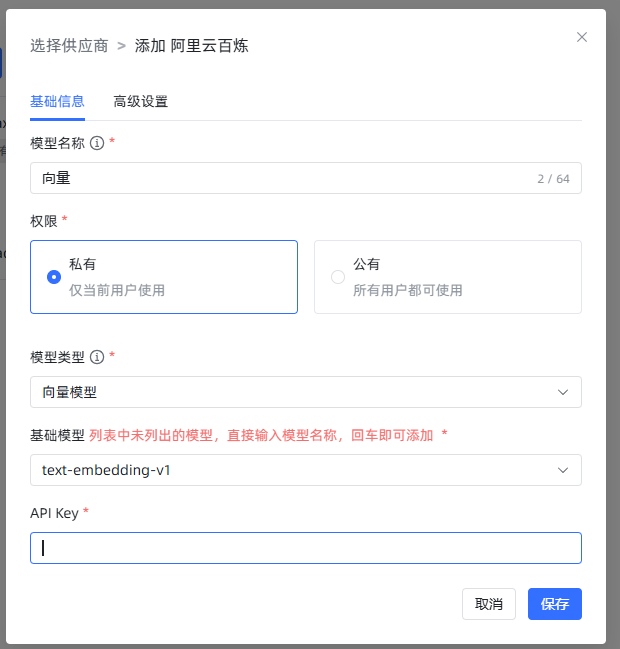 选择供应商 > 添加 阿里云百炼
基础信息 高级设置
模型名称 *
向量 2 / 64
权限 *
私有
仅当前用户使用
公有
所有用户都可使用
模型类型 *
向量模型
基础模型 列表中未列出的模型，直接输入模型名称，回车即可添加 *
text-embedding-v1
API Key *
取消 保存